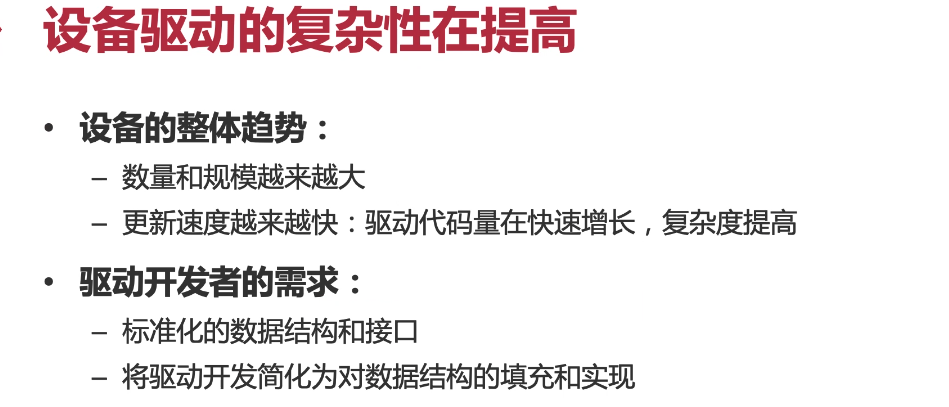 设备驱动的复杂性在提高
• 设备的整体趋势：
– 数量和规模越来越大
– 更新速度越来越快：驱动代码量在快速增长，复杂度提高
• 驱动开发者的需求：
– 标准化的数据结构和接口
– 将驱动开发简化为对数据结构的填充和实现